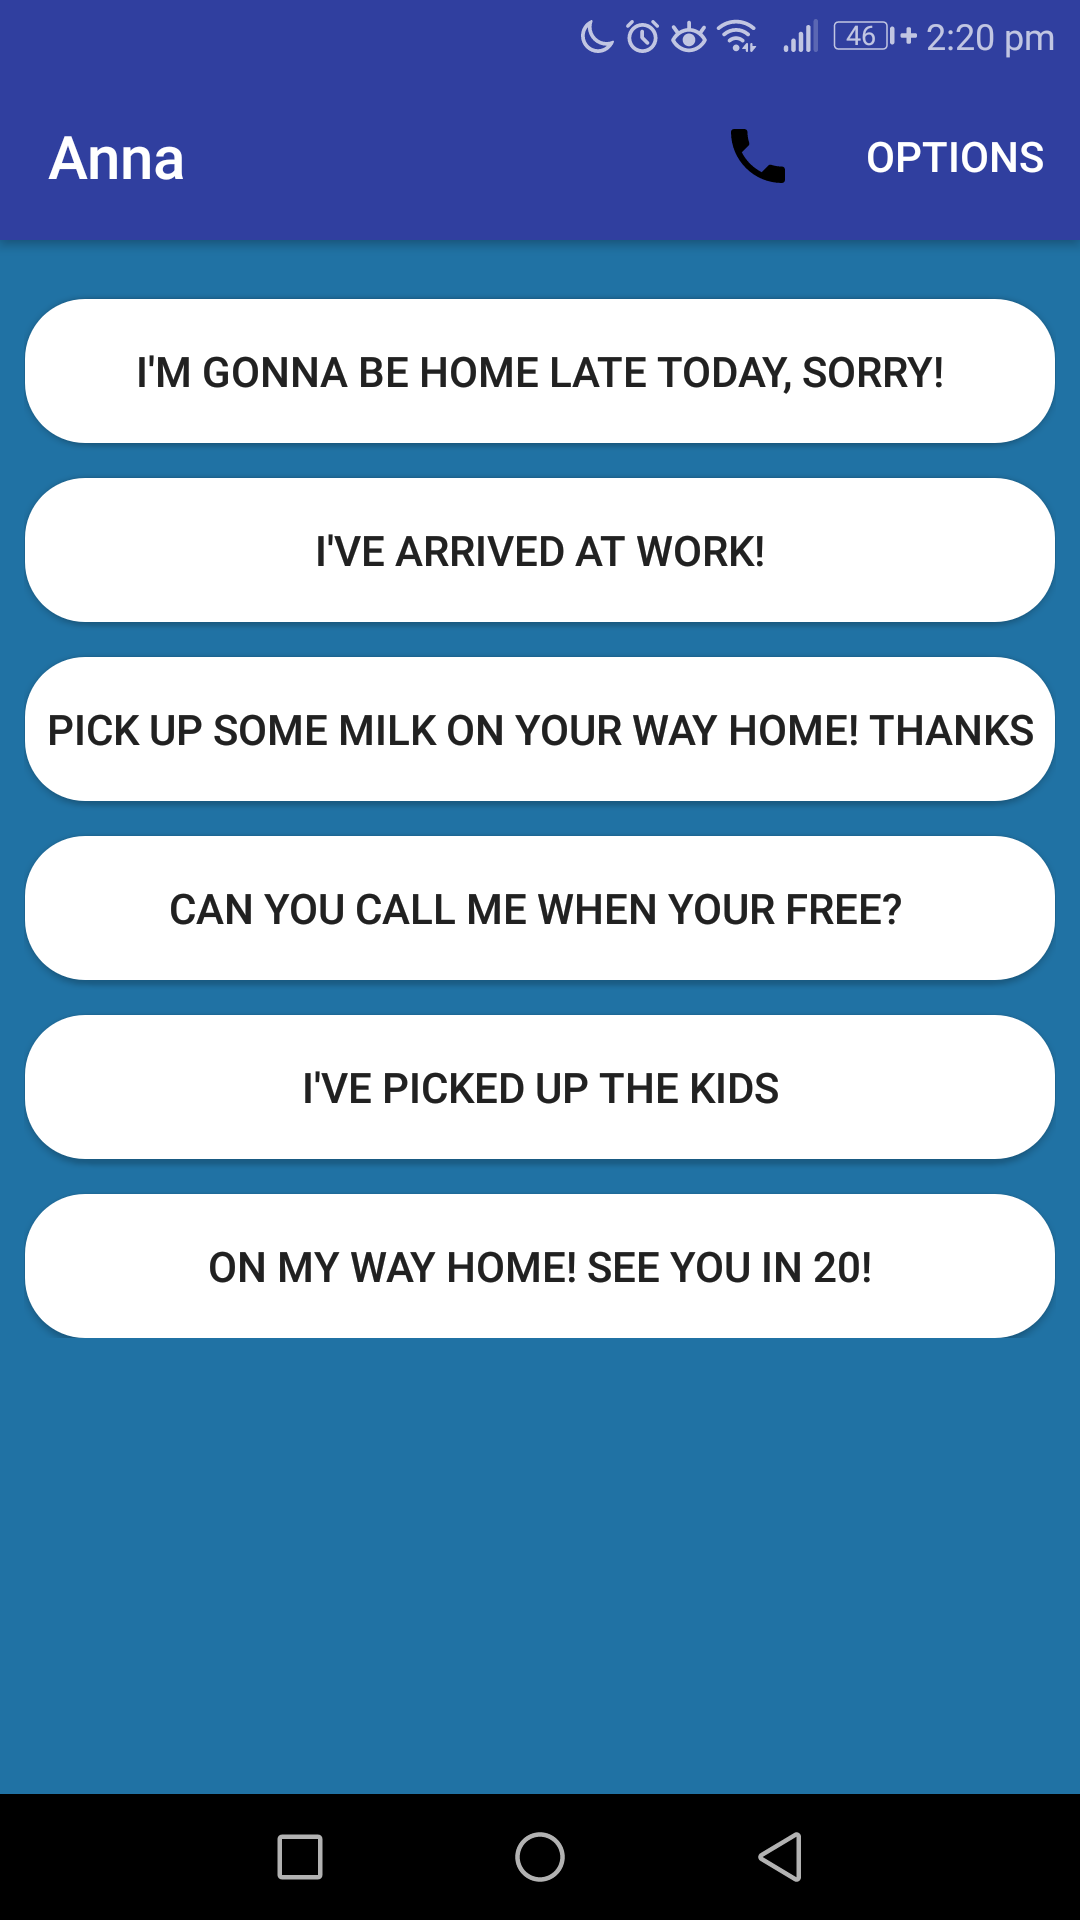 46 2:20 pm
Anna OPTIONS
I'M GONNA BE HOME LATE TODAY, SORRY!
I'VE ARRIVED AT WORK!
PICK UP SOME MILK ON YOUR WAY HOME! THANKS
CAN YOU CALL ME WHEN YOUR FREE?
I'VE PICKED UP THE KIDS
ON MY WAY HOME! SEE YOU IN 20!